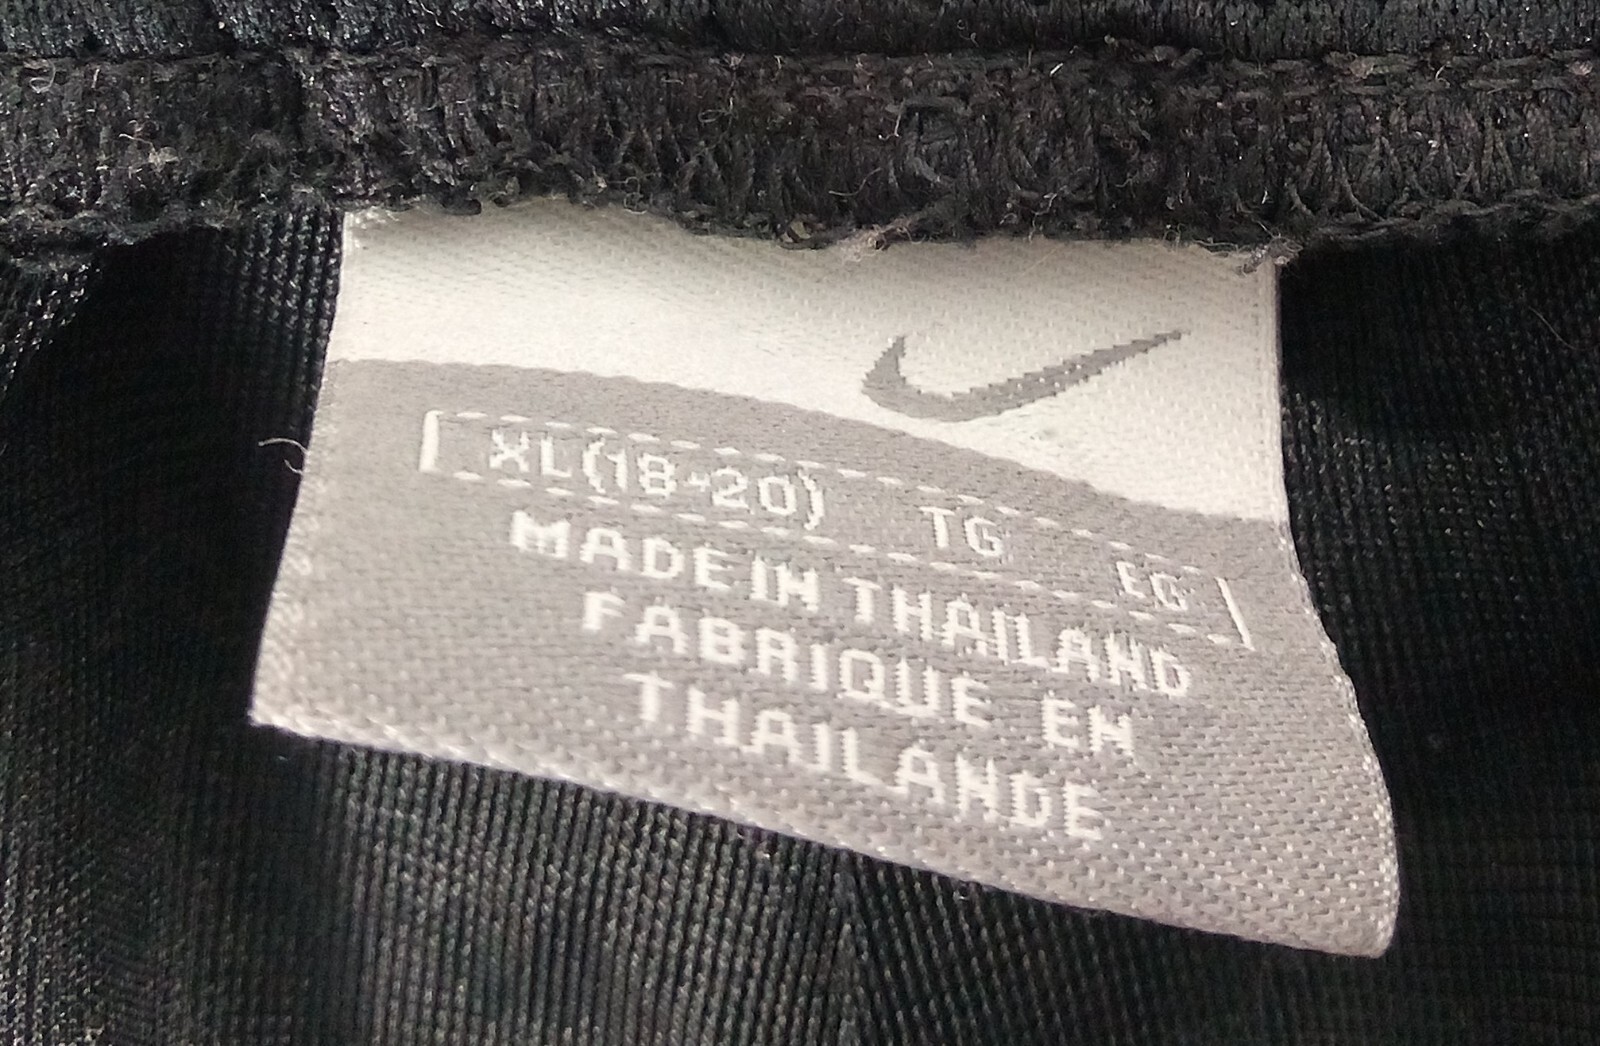 XL(18-20) TG EG
MADE IN THAILAND
FABRIQUE EN
THAILANDE